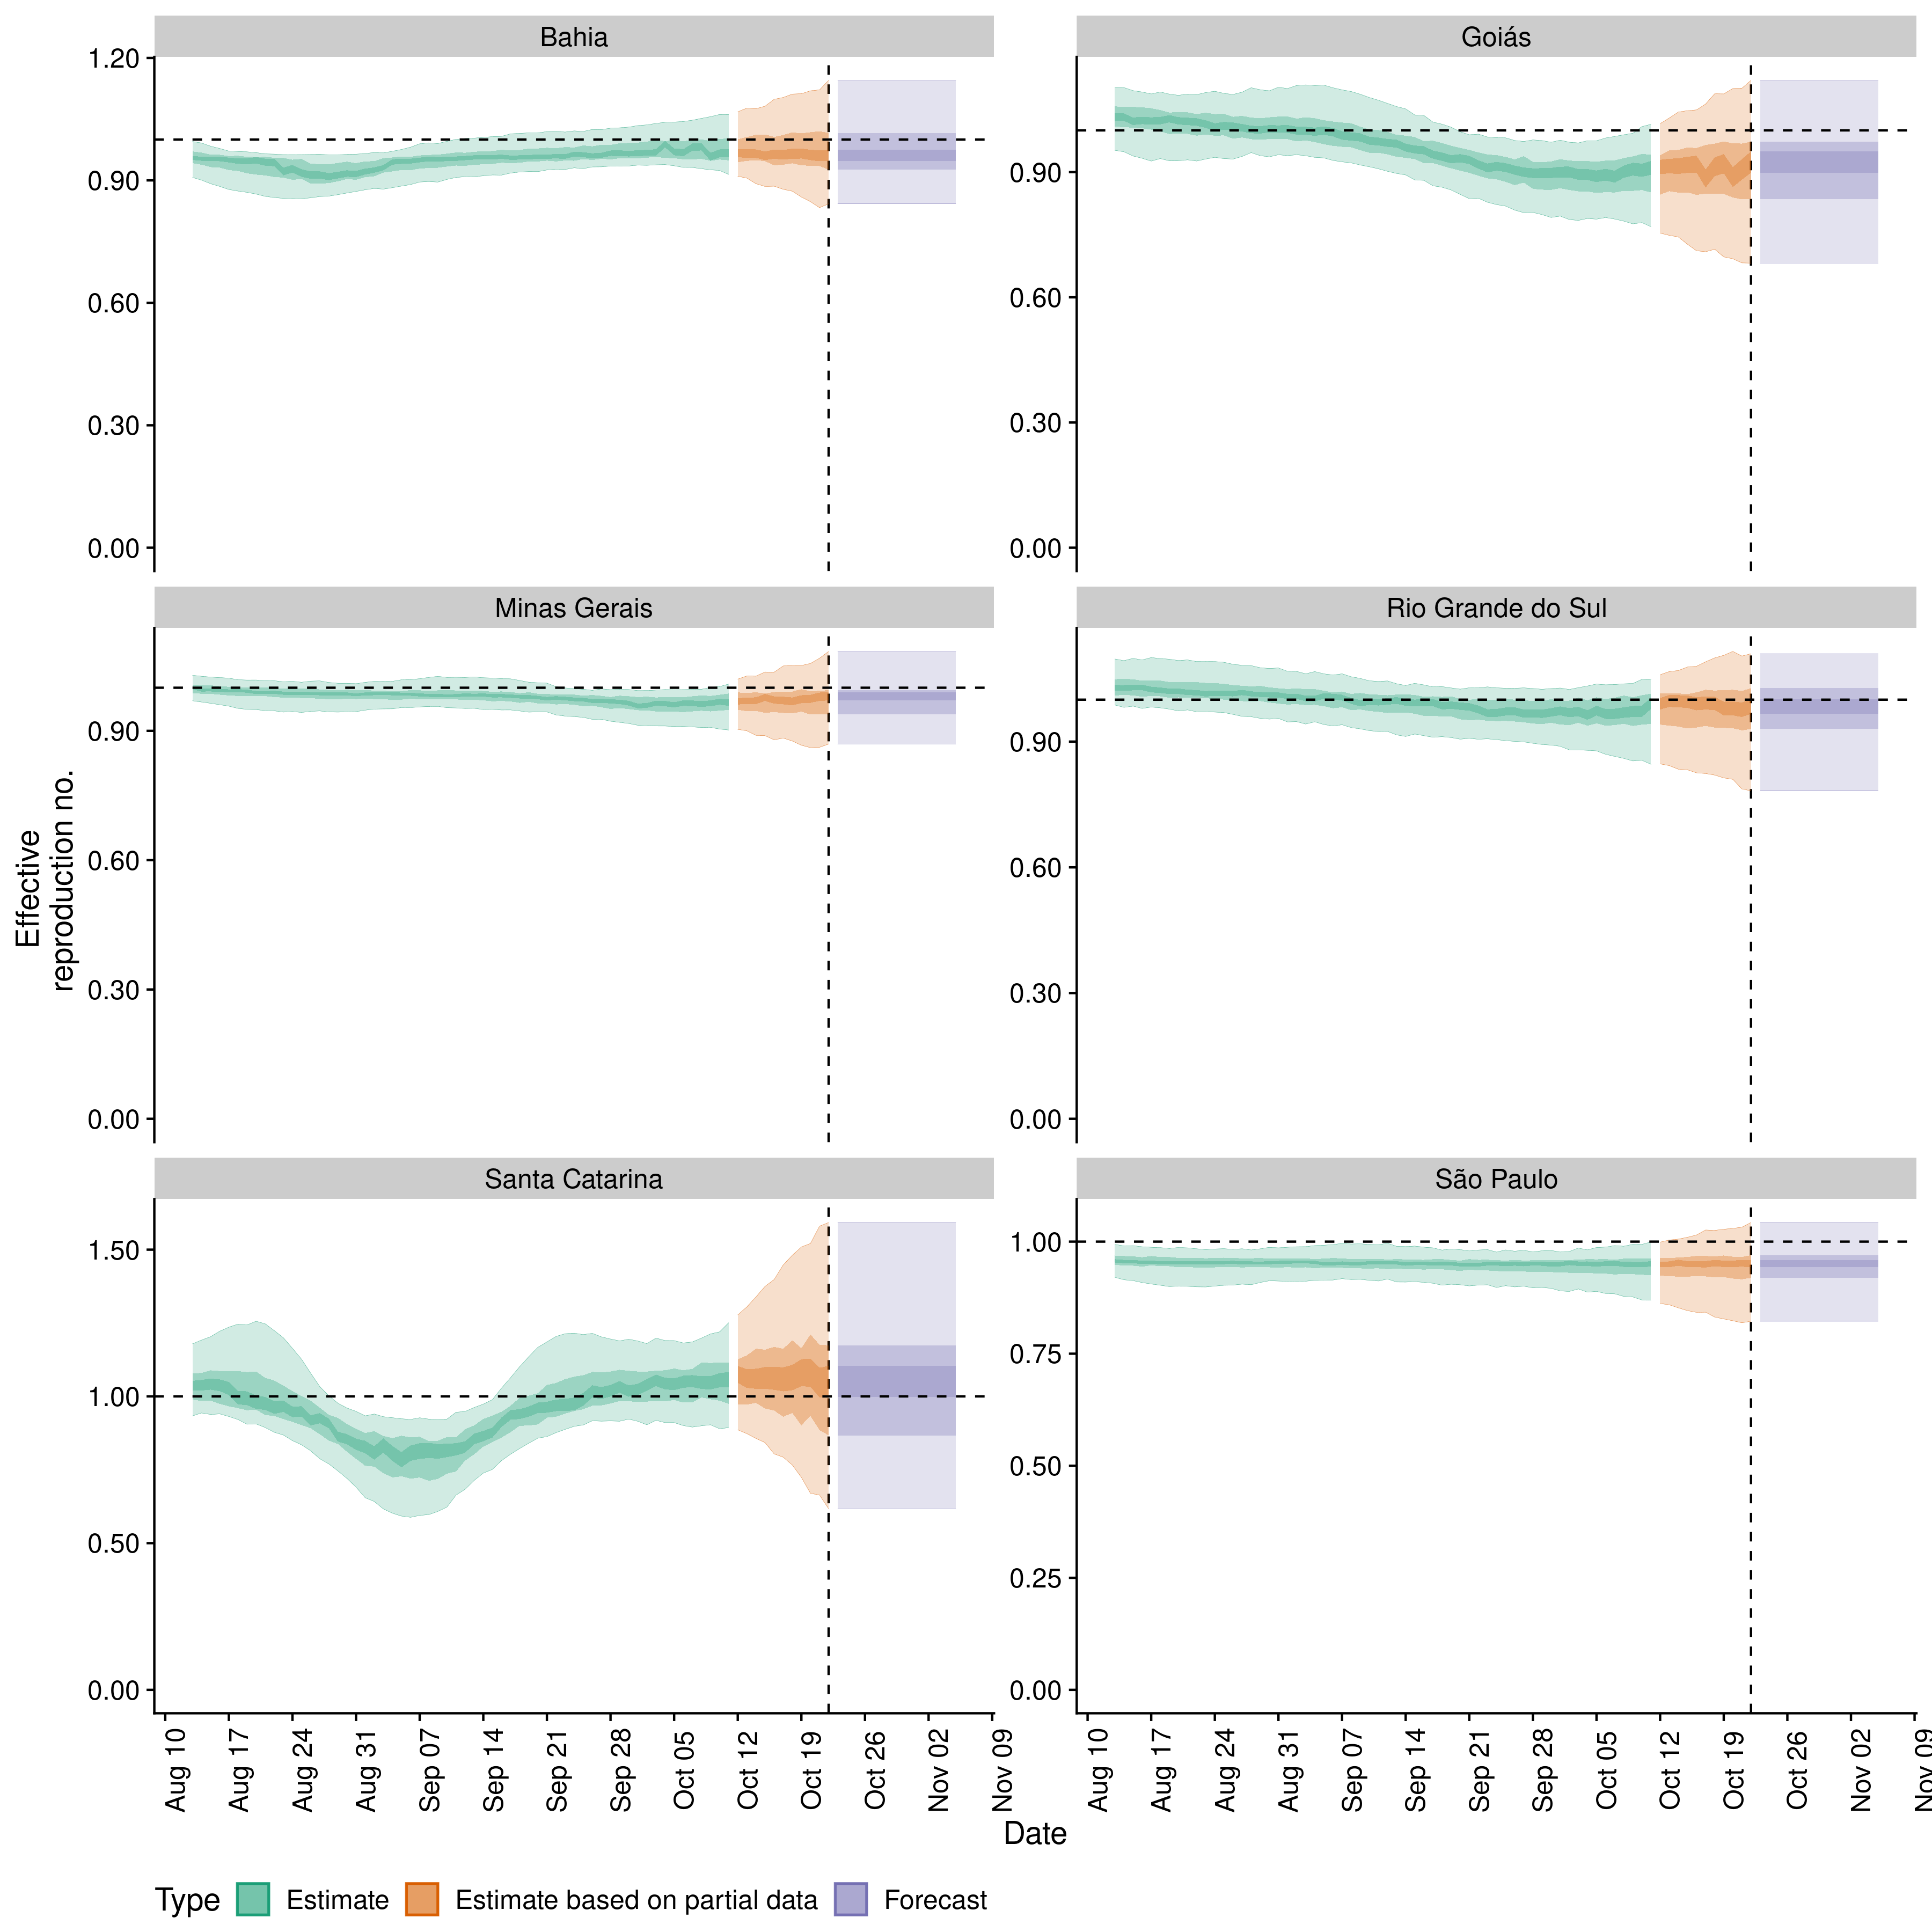 Bahia
Goiás
1.20
0.90
0.60
0.30
0.00
0.90
0.60
0.30
0.00
Minas Gerais
Rio Grande do Sul
0.90
0.60
0.30
0.00
0.90
0.60
0.30
0.00
Effective
reproduction no.
Santa Catarina
São Paulo
1.50
1.00
0.50
0.00
1.00
0.75
0.50
0.25
0.00
Aug 10
Aug 17
Aug 24
Aug 31
Sep 07
Sep 14
Sep 21
Sep 28
Oct 05
Oct 12
Oct 19
Oct 26
Nov 02
Nov 09
Aug 10
Aug 17
Aug 24
Aug 31
Sep 07
Sep 14
Sep 21
Sep 28
Oct 05
Oct 12
Oct 19
Oct 26
Nov 02
Nov 09
Date
Type Estimate Estimate based on partial data Forecast